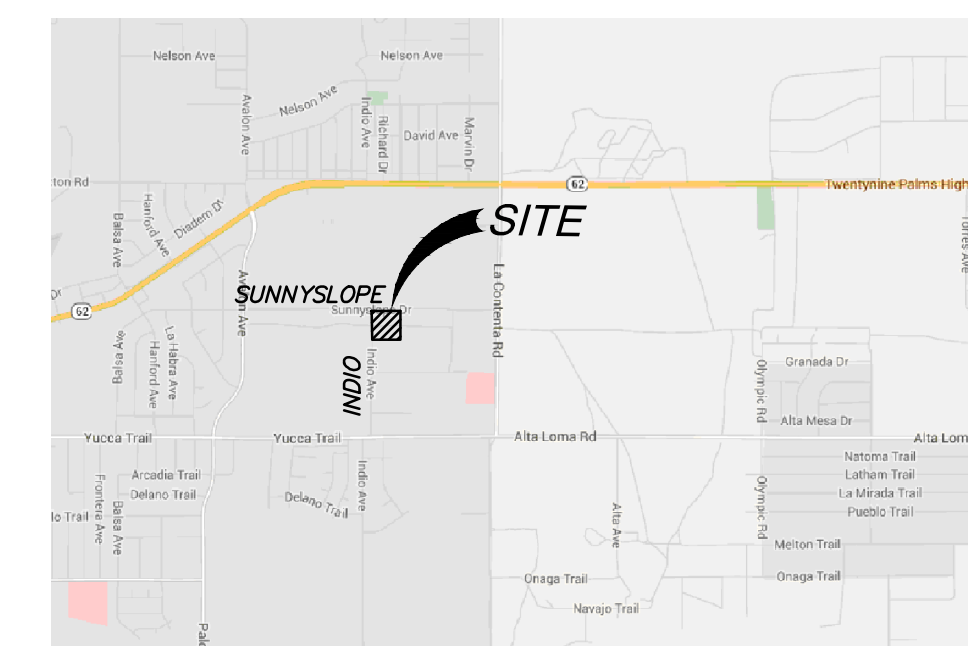 Nelson Ave
Nelson Ave
Nelson Ave
Avalon Ave
Indio Ave
Richard Dr
David Ave
Marvin Dr
Rd
62
Twentynine Palms High
Hanford Ave
Balsa Ave
Diadem Dr
SITE
Torres Ave
SUNNYSLOPE
Sunnyslope Dr
Avalon Ave
La Contenta Rd
Dr
62
Balsa Ave
La Habra Ave
Hanford Ave
INDIO
Indio Ave
Olympic Rd
Granada Dr
Alta Mesa Dr
Yucca Trail
Yucca Trail
Alta Loma Rd
Alta Lom
Natoma Trail
Latham Trail
La Mirada Trail
Pueblo Trail
Arcadia Trail
Delano Trail
Frontera Ave
Balsa Ave
Indio Ave
Delano Trail
lo Trail
Alta Ave
Olympic Rd
Melton Trail
Onaga Trail
Onaga Trail
Navajo Trail